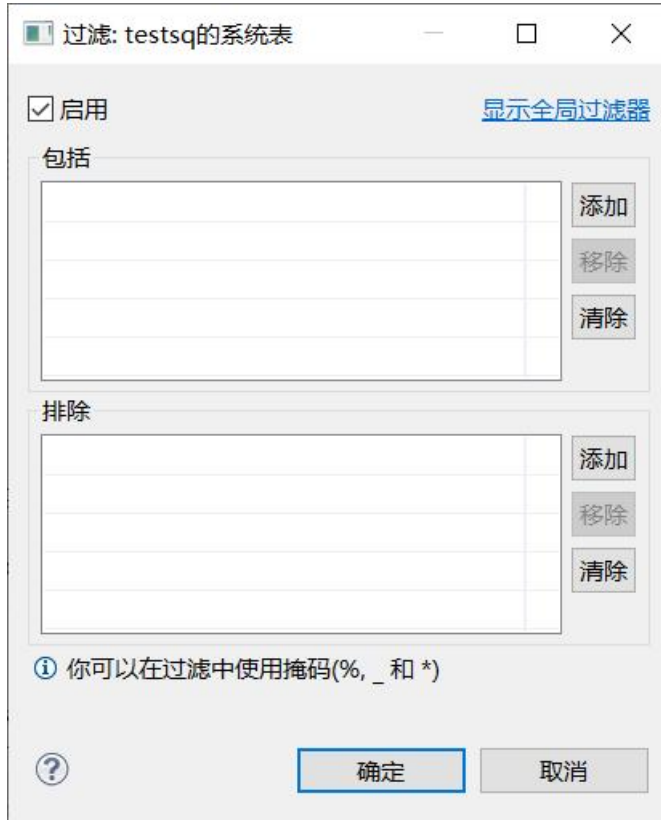 过滤: testsq的系统表
启用
显示全局过滤器
包括
添加
移除
清除
排除
添加
移除
清除
你可以在过滤中使用掩码(%, _ 和 *)
确定
取消